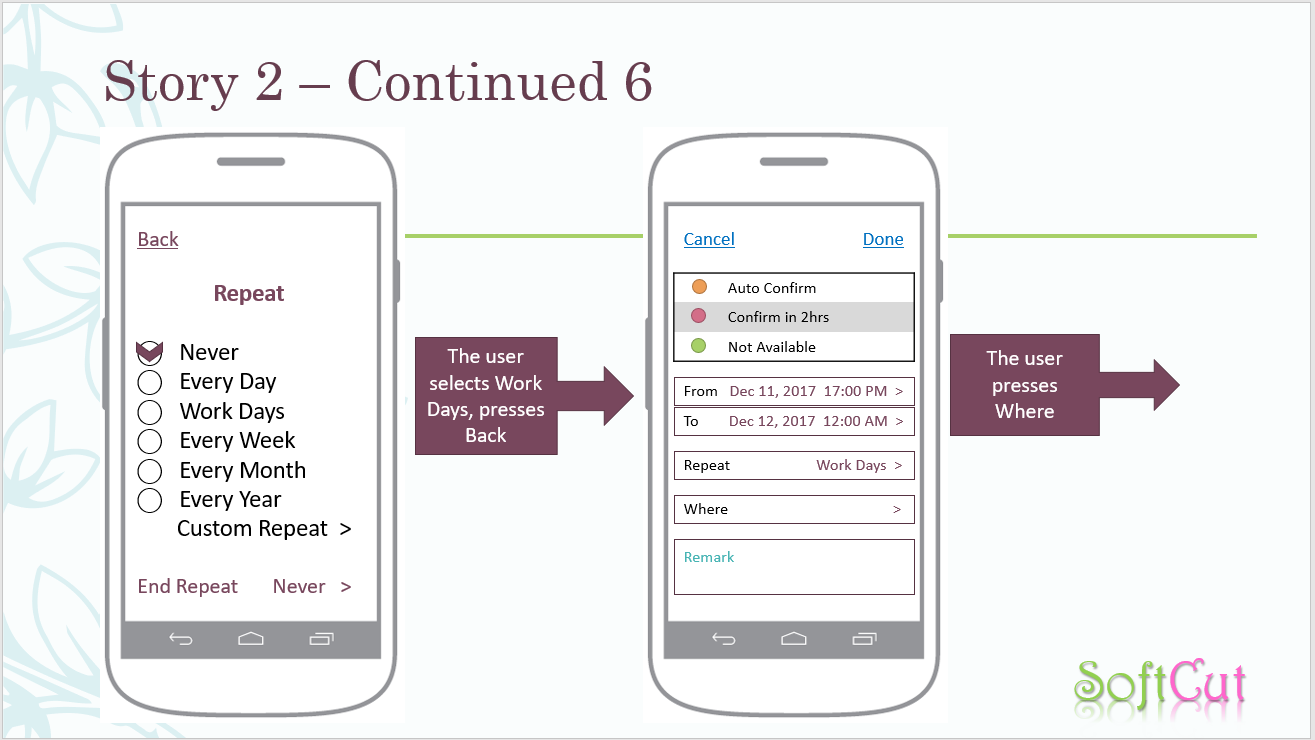 Story 2 – Continued 6
Back
Repeat
Never
Every Day
Work Days
Every Week
Every Month
Every Year
Custom Repeat >
End Repeat Never >
The user
selects Work
Days, presses
Back
Cancel Done
Auto Confirm
Confirm in 2hrs
Not Available
From Dec 11, 2017 17:00 PM >
To Dec 12, 2017 12:00 AM >
Repeat Work Days >
Where >
Remark
The user
presses
Where
SoftCut